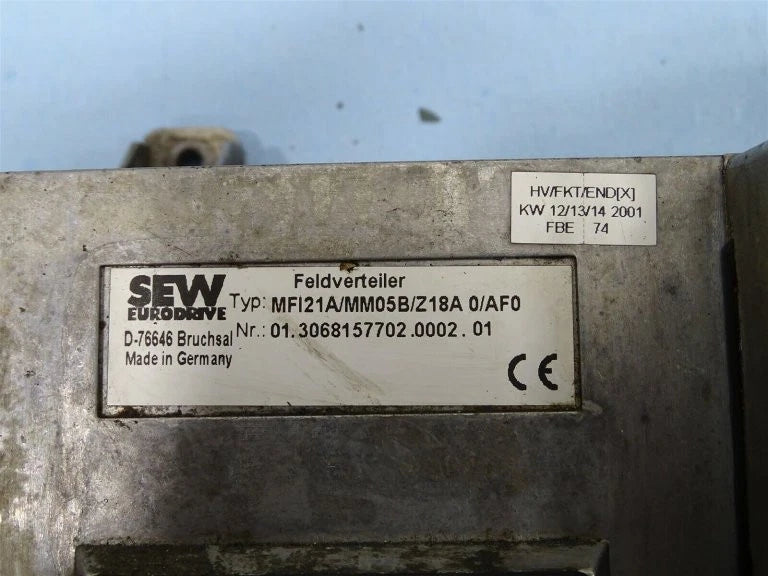 HV/FKT/END[X]
KW 12/13/14 2001
FBE 74
SEW
EURODRIVE
D-76646 Bruchsal
Made in Germany
Feldverteiler
Typ: MFI21A/MM05B/Z18A 0/AF0
Nr.: 01.3068157702.0002.01
CE